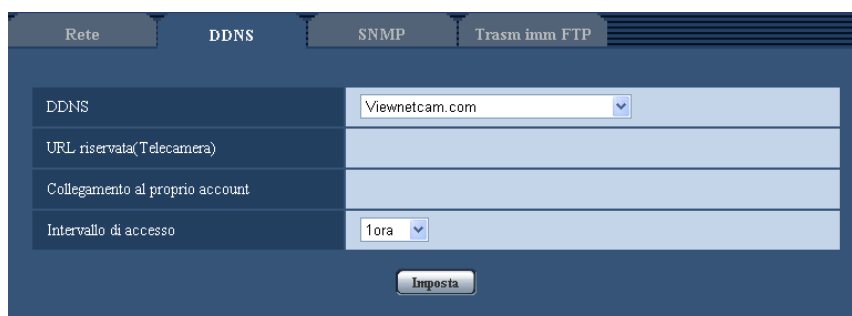 Rete DDNS SNMP Trasm imm FTP
DDNS Viewnetcam.com
URL riservata(Telecamera)
Collegamento al proprio account
Intervallo di accesso 1ora
Imposta